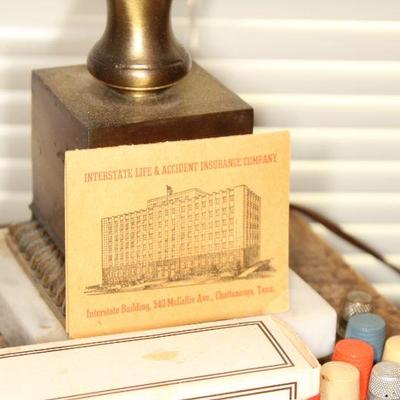 INTERSTATE LIFE & ACCIDENT INSURANCE COMPANY
Interstate Building, 540 McCallie Ave., Chattanooga, Tenn.